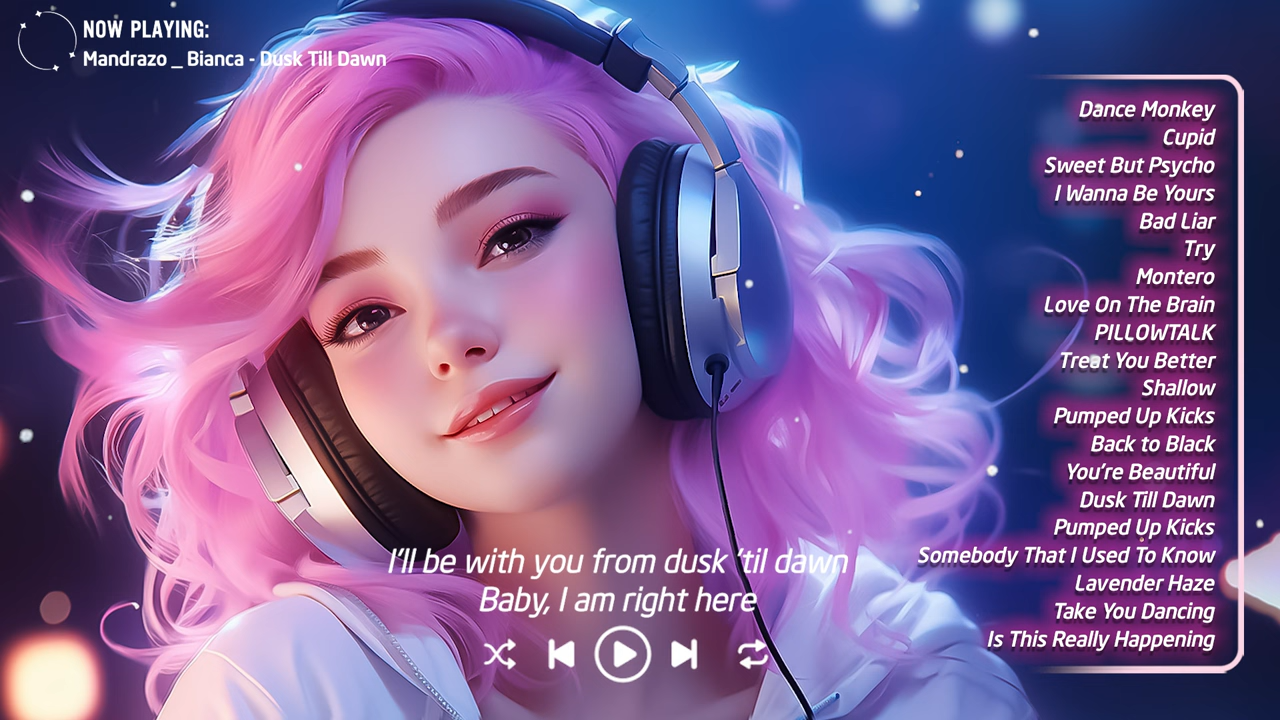 NOW PLAYING:
Mandrazo _ Bianca - Dusk Till Dawn
Dance Monkey
Cupid
Sweet But Psycho
I Wanna Be Yours
Bad Liar
Try
Montero
Love On The Brain
PILLOWTALK
Treat You Better
Shallow
Pumped Up Kicks
Back to Black
You're Beautiful
Dusk Till Dawn
Pumped Up Kicks
Somebody That I Used To Know
Lavender Haze
Take You Dancing
Is This Really Happening
I'll be with you from dusk 'til dawn
Baby, I am right here